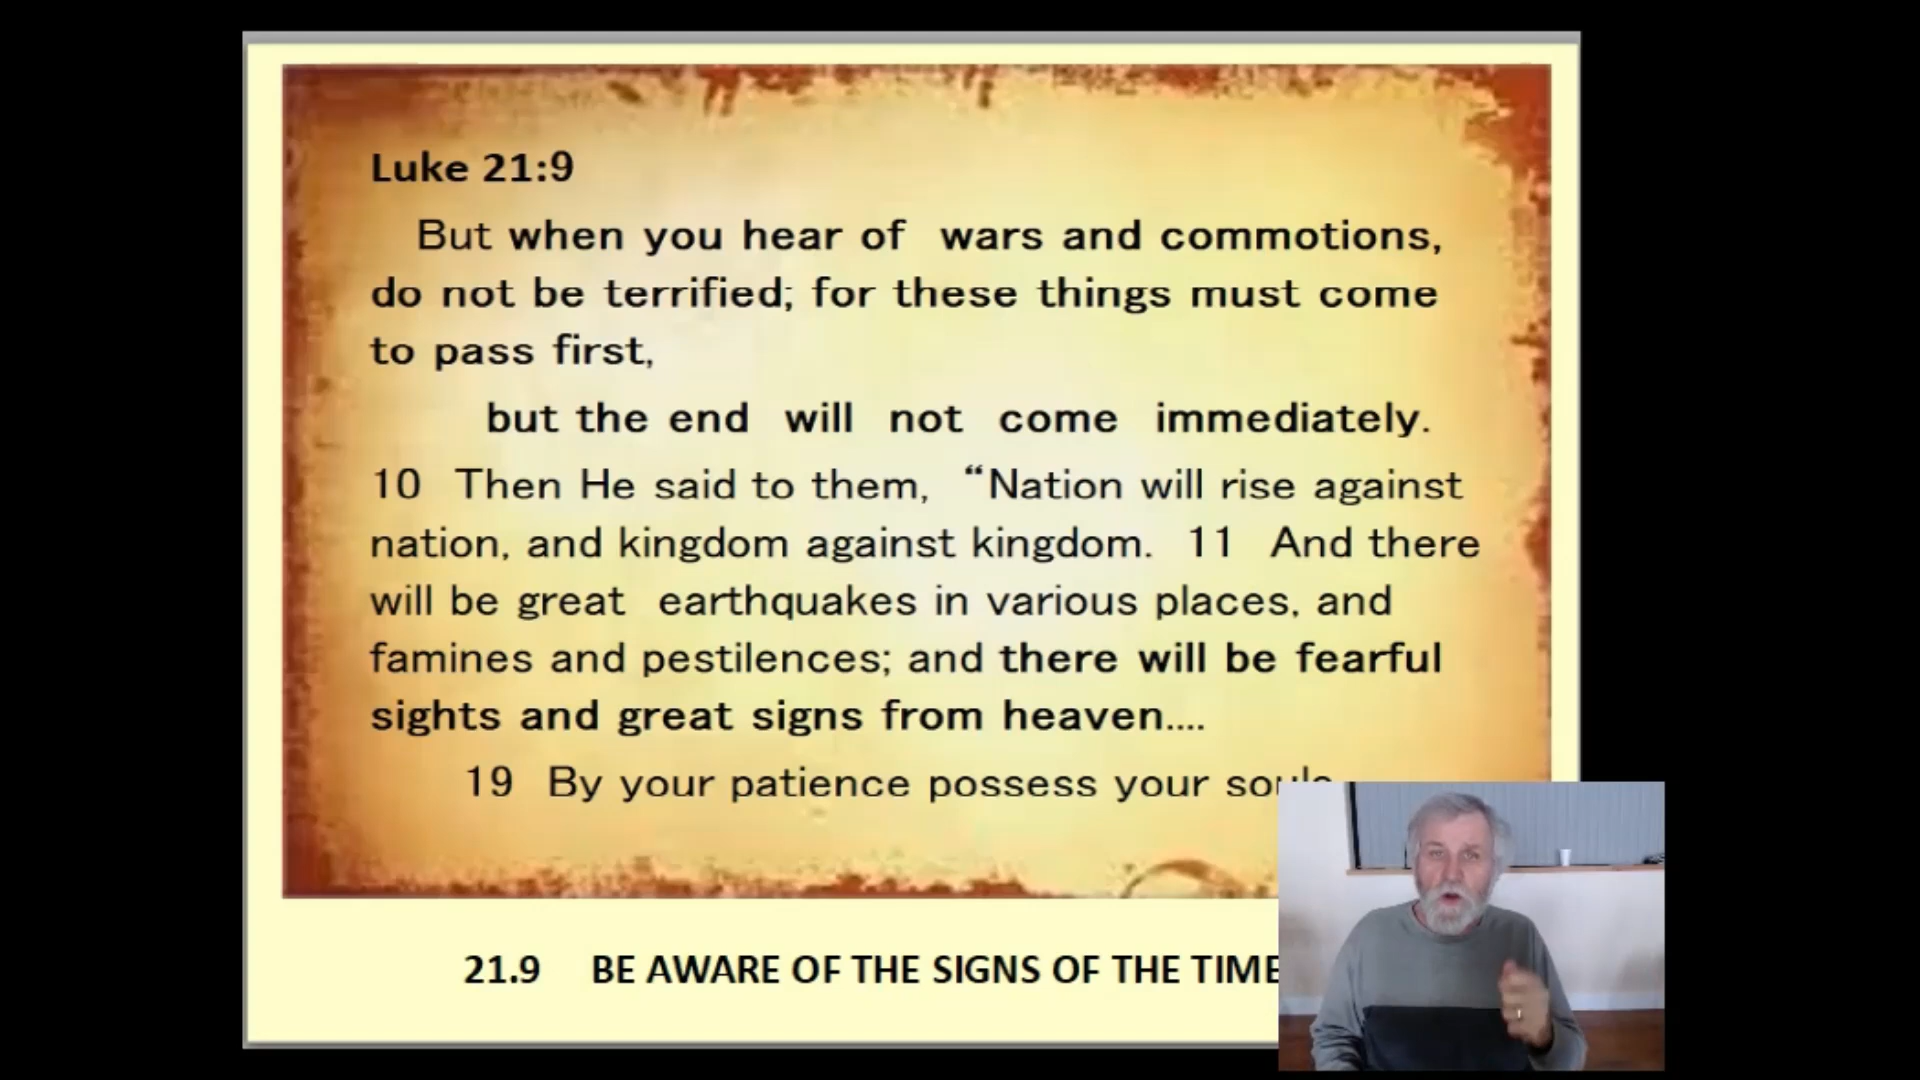 Luke 21:9
But when you hear of wars and commotions,
do not be terrified; for these things must come
to pass first,
but the end will not come immediately.
10 Then He said to them, “Nation will rise against
nation, and kingdom against kingdom. 11 And there
will be great earthquakes in various places, and
famines and pestilences; and there will be fearful
sights and great signs from heaven....
19 By your patience possess your souls
21.9 BE AWARE OF THE SIGNS OF THE TIME